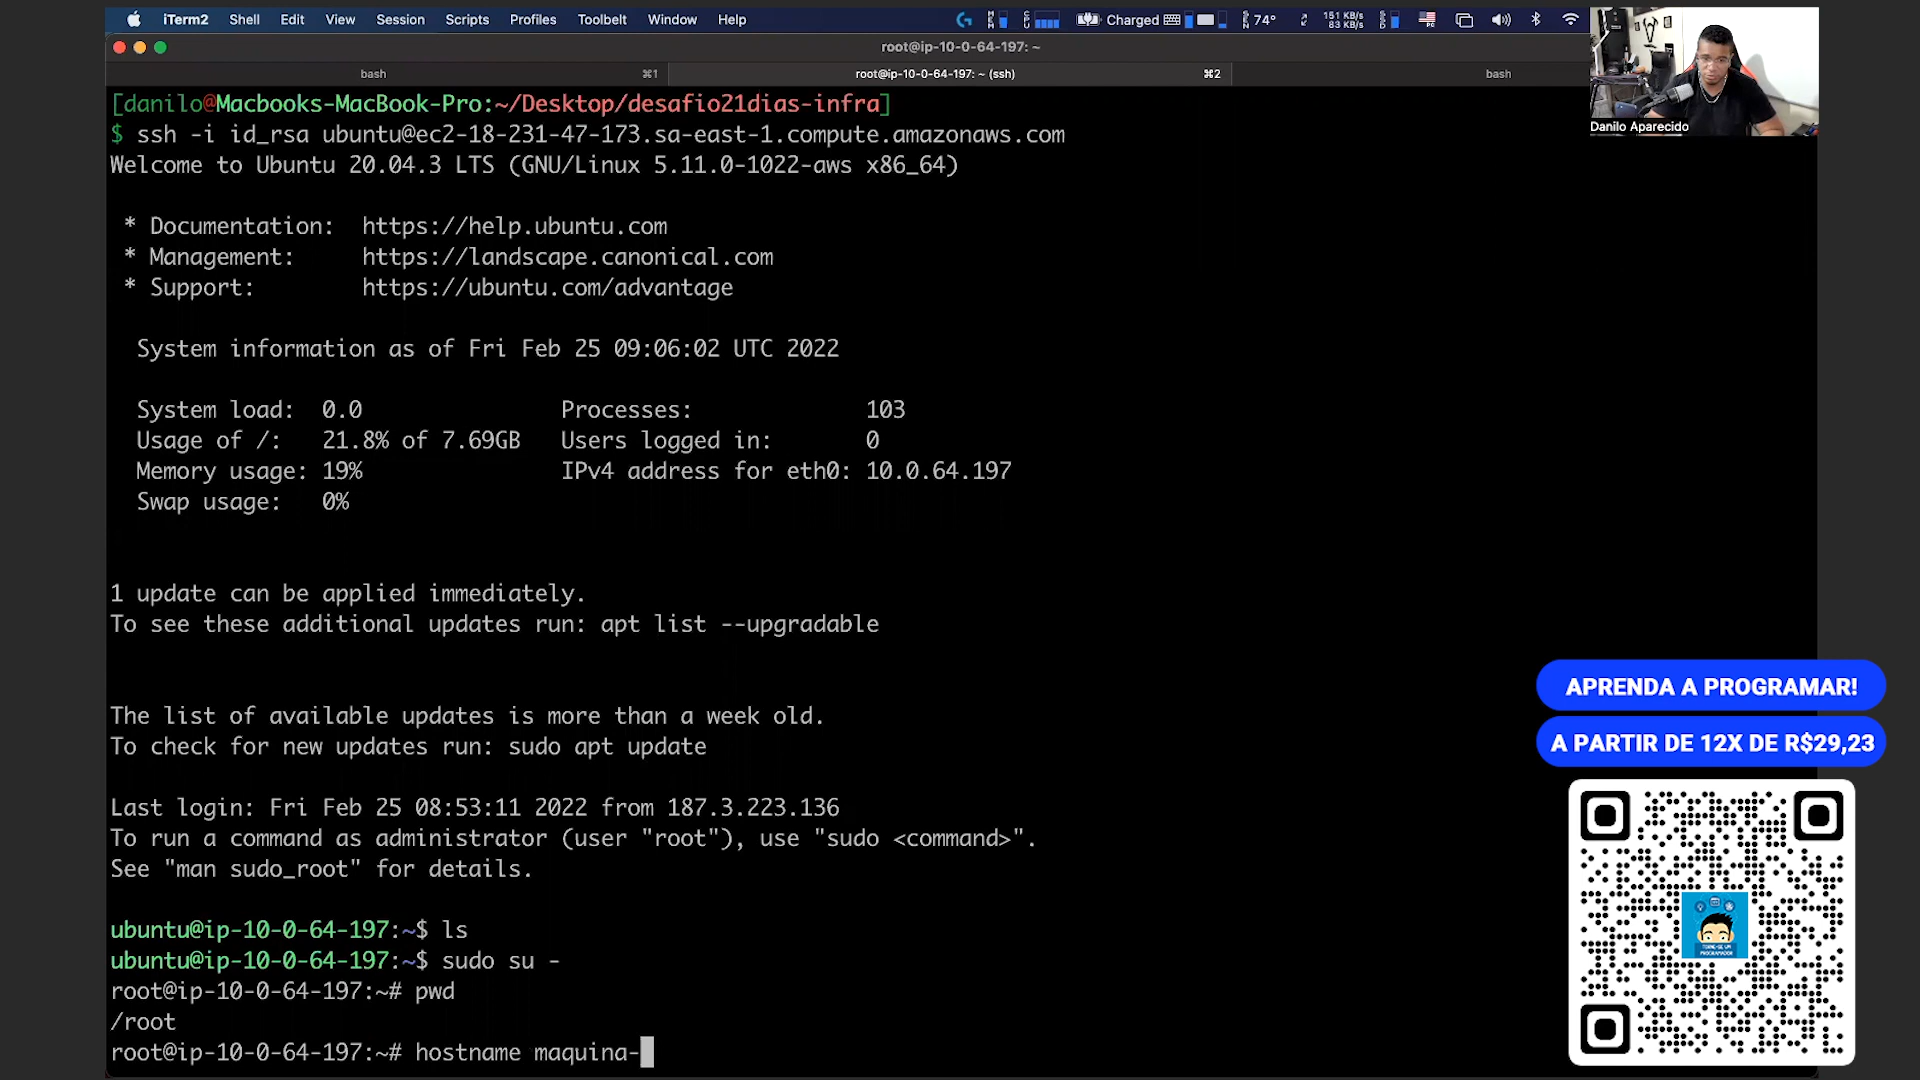 iTerm2 Shell Edit View Session Scripts Profiles Toolbelt Window Help Charged 74° 151 KB/s 83 KB/s
root@ip-10-0-64-197: ~
bash ⌘1 root@ip-10-0-64-197: ~ (ssh) ⌘2 bash
Danilo Aparecido
[danilo@Macbooks-MacBook-Pro:~/Desktop/desafio21dias-infra]
$ ssh -i id_rsa ubuntu@ec2-18-231-47-173.sa-east-1.compute.amazonaws.com
Welcome to Ubuntu 20.04.3 LTS (GNU/Linux 5.11.0-1022-aws x86_64)
* Documentation: https://help.ubuntu.com
* Management: https://landscape.canonical.com
* Support: https://ubuntu.com/advantage
System information as of Fri Feb 25 09:06:02 UTC 2022
System load: 0.0 Processes: 103
Usage of /: 21.8% of 7.69GB Users logged in: 0
Memory usage: 19% IPv4 address for eth0: 10.0.64.197
Swap usage: 0%
1 update can be applied immediately.
To see these additional updates run: apt list --upgradable
The list of available updates is more than a week old.
To check for new updates run: sudo apt update
Last login: Fri Feb 25 08:53:11 2022 from 187.3.223.136
To run a command as administrator (user "root"), use "sudo <command>".
See "man sudo_root" for details.
ubuntu@ip-10-0-64-197:~$ ls
ubuntu@ip-10-0-64-197:~$ sudo su -
root@ip-10-0-64-197:~# pwd
/root
root@ip-10-0-64-197:~# hostname maquina-
APRENDA A PROGRAMAR!
A PARTIR DE 12X DE R$29,23